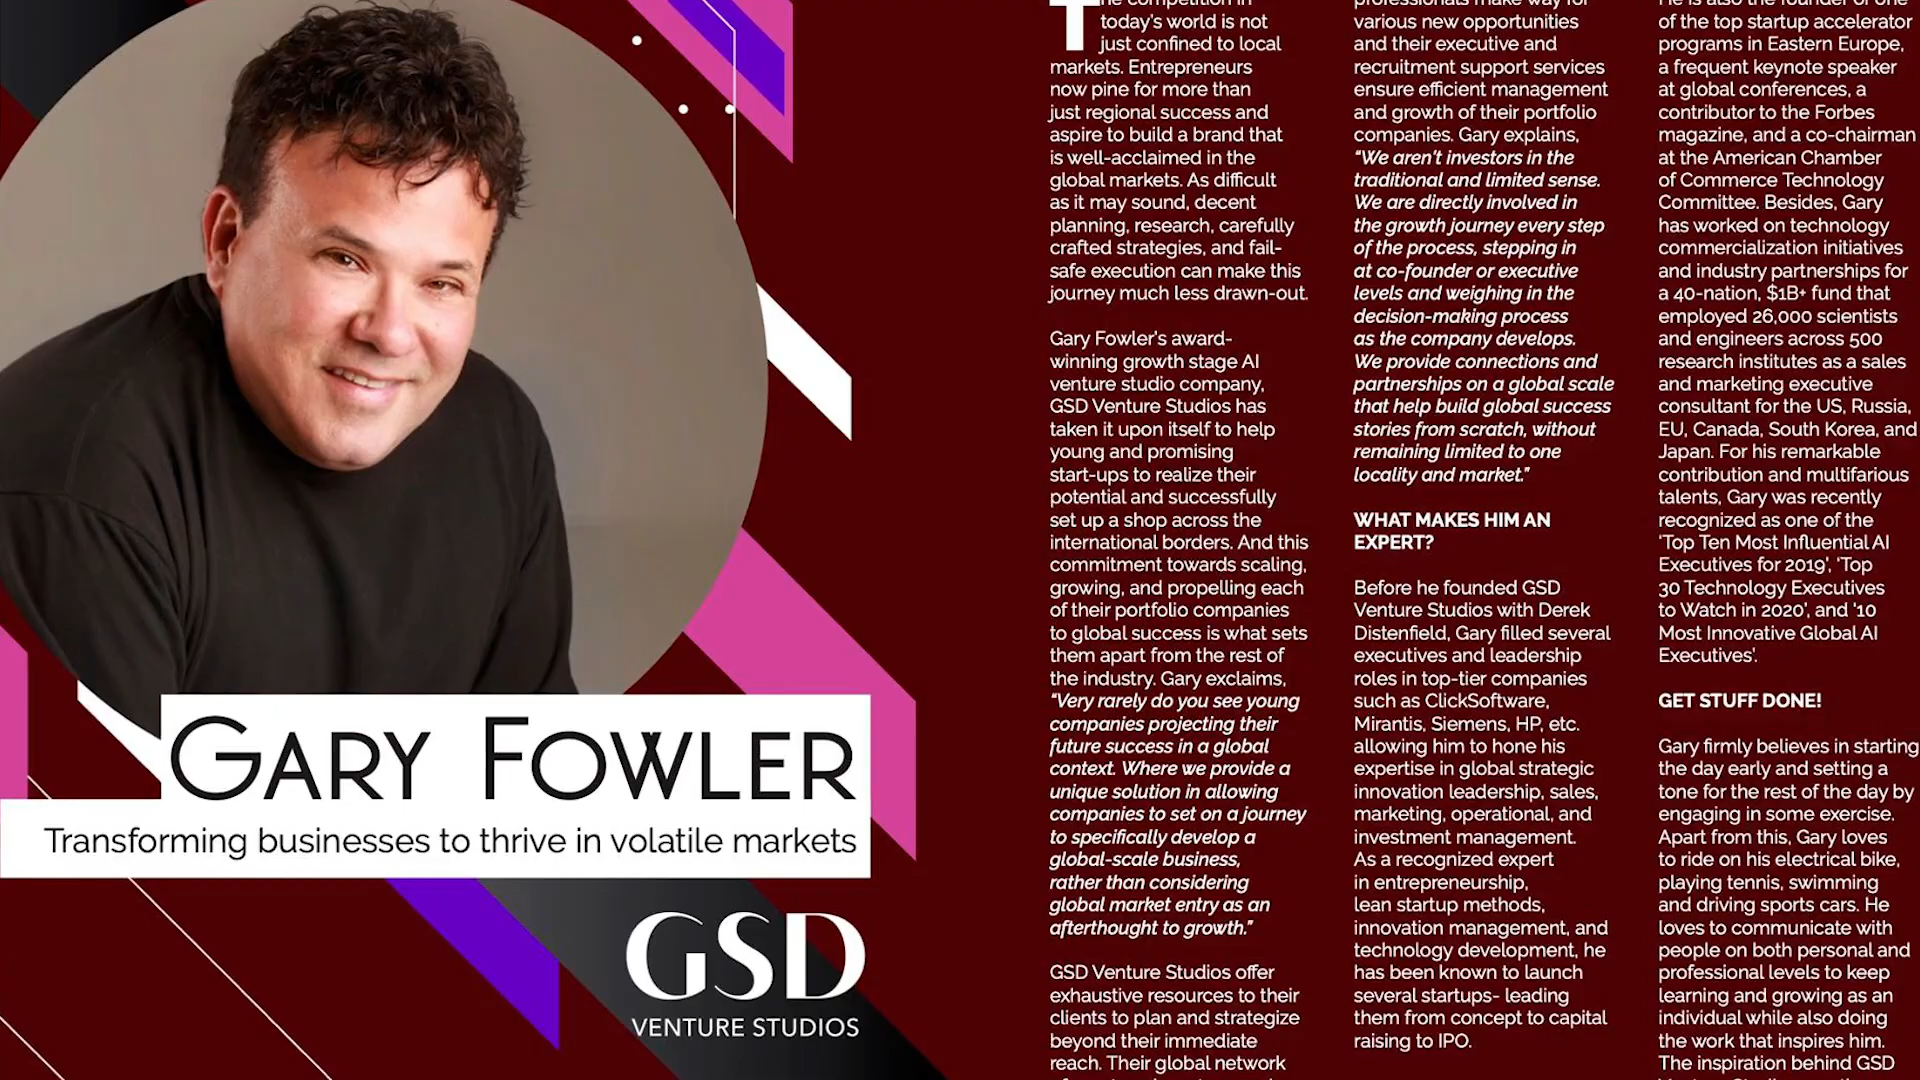 GARY FOWLER
Transforming businesses to thrive in volatile markets
GSD
VENTURE STUDIOS
The competition in
today's world is not
just confined to local
markets. Entrepreneurs
now pine for more than
just regional success and
aspire to build a brand that
is well-acclaimed in the
global markets. As difficult
as it may sound, decent
planning, research, carefully
crafted strategies, and fail-
safe execution can make this
journey much less drawn-out.
Gary Fowler's award-
winning growth stage AI
venture studio company,
GSD Venture Studios has
taken it upon itself to help
young and promising
start-ups to realize their
potential and successfully
set up a shop across the
international borders. And this
commitment towards scaling,
growing, and propelling each
of their portfolio companies
to global success is what sets
them apart from the rest of
the industry. Gary exclaims,
"Very rarely do you see young
companies projecting their
future success in a global
context. Where we provide a
unique solution in allowing
companies to set on a journey
to specifically develop a
global-scale business,
rather than considering
global market entry as an
afterthought to growth."
GSD Venture Studios offer
exhaustive resources to their
clients to plan and strategize
beyond their immediate
reach. Their global network
professionals make way for
various new opportunities
and their executive and
recruitment support services
ensure efficient management
and growth of their portfolio
companies. Gary explains,
"We aren't investors in the
traditional and limited sense.
We are directly involved in
the growth journey every step
of the process, stepping in
at co-founder or executive
levels and weighing in the
decision-making process
as the company develops.
We provide connections and
partnerships on a global scale
that help build global success
stories from scratch, without
remaining limited to one
locality and market."
WHAT MAKES HIM AN
EXPERT?
Before he founded GSD
Venture Studios with Derek
Distenfield, Gary filled several
executives and leadership
roles in top-tier companies
such as ClickSoftware,
Mirantis, Siemens, HP, etc.
allowing him to hone his
expertise in global strategic
innovation leadership, sales,
marketing, operational, and
investment management.
As a recognized expert
in entrepreneurship,
lean startup methods,
innovation management, and
technology development, he
has been known to launch
several startups- leading
them from concept to capital
raising to IPO.
He is also the founder of one
of the top startup accelerator
programs in Eastern Europe,
a frequent keynote speaker
at global conferences, a
contributor to the Forbes
magazine, and a co-chairman
at the American Chamber
of Commerce Technology
Committee. Besides, Gary
has worked on technology
commercialization initiatives
and industry partnerships for
a 40-nation, $1B+ fund that
employed 26,000 scientists
and engineers across 500
research institutes as a sales
and marketing executive
consultant for the US, Russia,
EU, Canada, South Korea, and
Japan. For his remarkable
contribution and multifarious
talents, Gary was recently
recognized as one of the
'Top Ten Most Influential AI
Executives for 2019', 'Top
30 Technology Executives
to Watch in 2020', and '10
Most Innovative Global AI
Executives'.
GET STUFF DONE!
Gary firmly believes in starting
the day early and setting a
tone for the rest of the day by
engaging in some exercise.
Apart from this, Gary loves
to ride on his electrical bike,
playing tennis, swimming
and driving sports cars. He
loves to communicate with
people on both personal and
professional levels to keep
learning and growing as an
individual while also doing
the work that inspires him.
The inspiration behind GSD